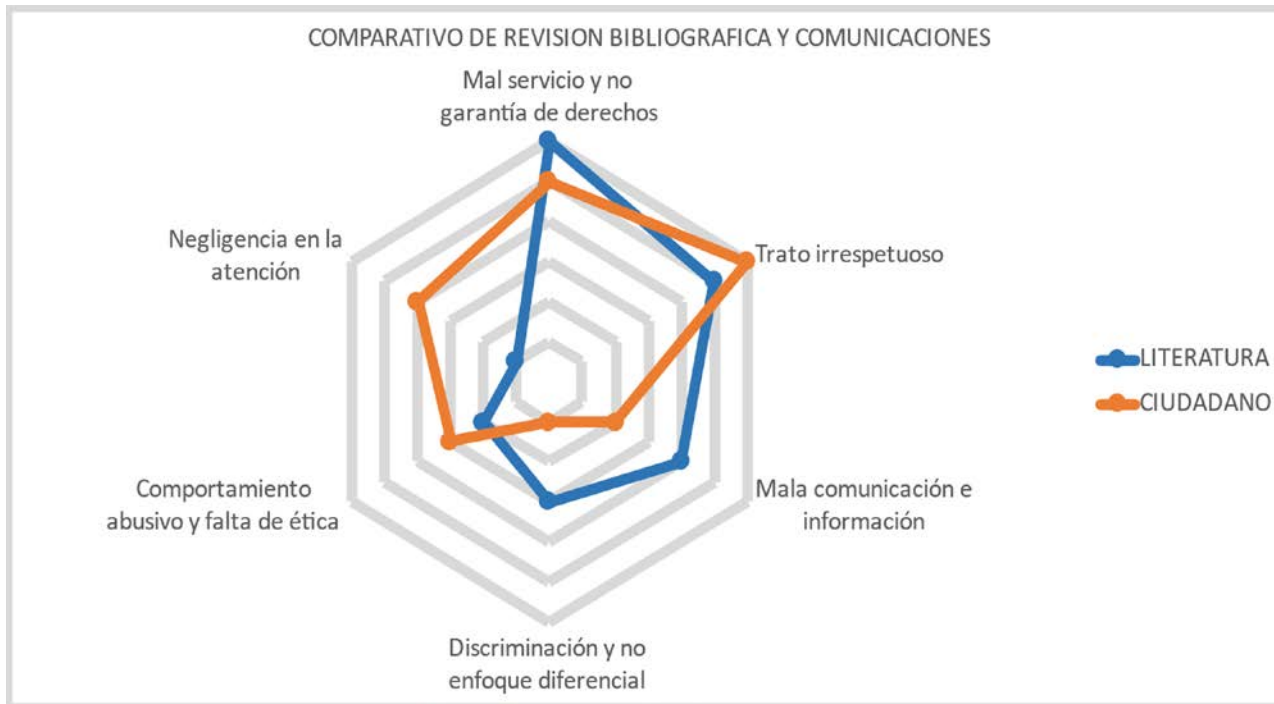 COMPARATIVO DE REVISION BIBLIOGRAFICA Y COMUNICACIONES
Mal servicio y no
garantía de derechos
Negligencia en la
atención
Trato irrespetuoso
LITERATURA
CIUDADANO
Comportamiento
abusivo y falta de ética
Mala comunicación e
información
Discriminación y no
enfoque diferencial